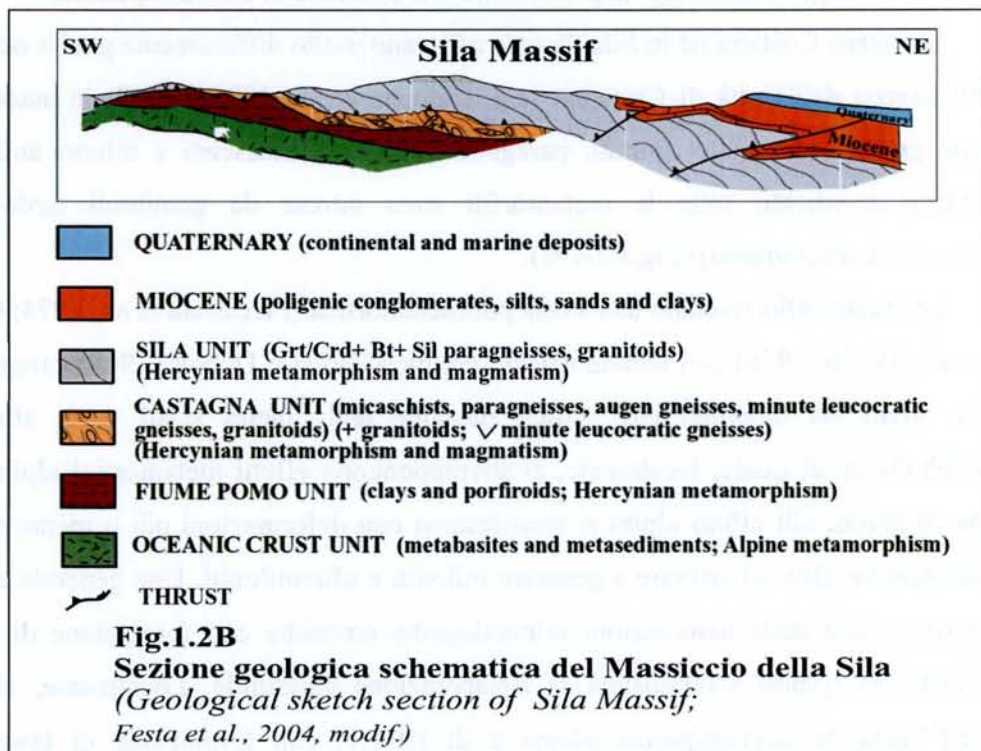 SW
Sila Massif
NE
Quaternary
Miocene
QUATERNARY (continental and marine deposits)
MIOCENE (poligenic conglomerates, silts, sands and clays)
SILA UNIT (Grt/Crd+ Bt+ Sil paragneisses, granitoids)
(Hercynian metamorphism and magmatism)
CASTAGNA UNIT (micaschists, paragneisses, augen gneisses, minute leucocratic
gneisses, granitoids) (+ granitoids; ∨ minute leucocratic gneisses)
(Hercynian metamorphism and magmatism)
FIUME POMO UNIT (clays and porfiroids; Hercynian metamorphism)
OCEANIC CRUST UNIT (metabasites and metasediments; Alpine metamorphism)
THRUST
Fig.1.2B
Sezione geologica schematica del Massiccio della Sila
(Geological sketch section of Sila Massif;
Festa et al., 2004, modif.)